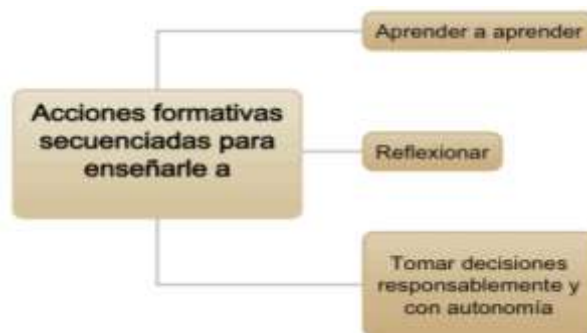 Aprender a aprender
Acciones formativas
secuenciadas para
enseñarle a
Reflexionar
Tomar decisiones
responsablemente y
con autonomía